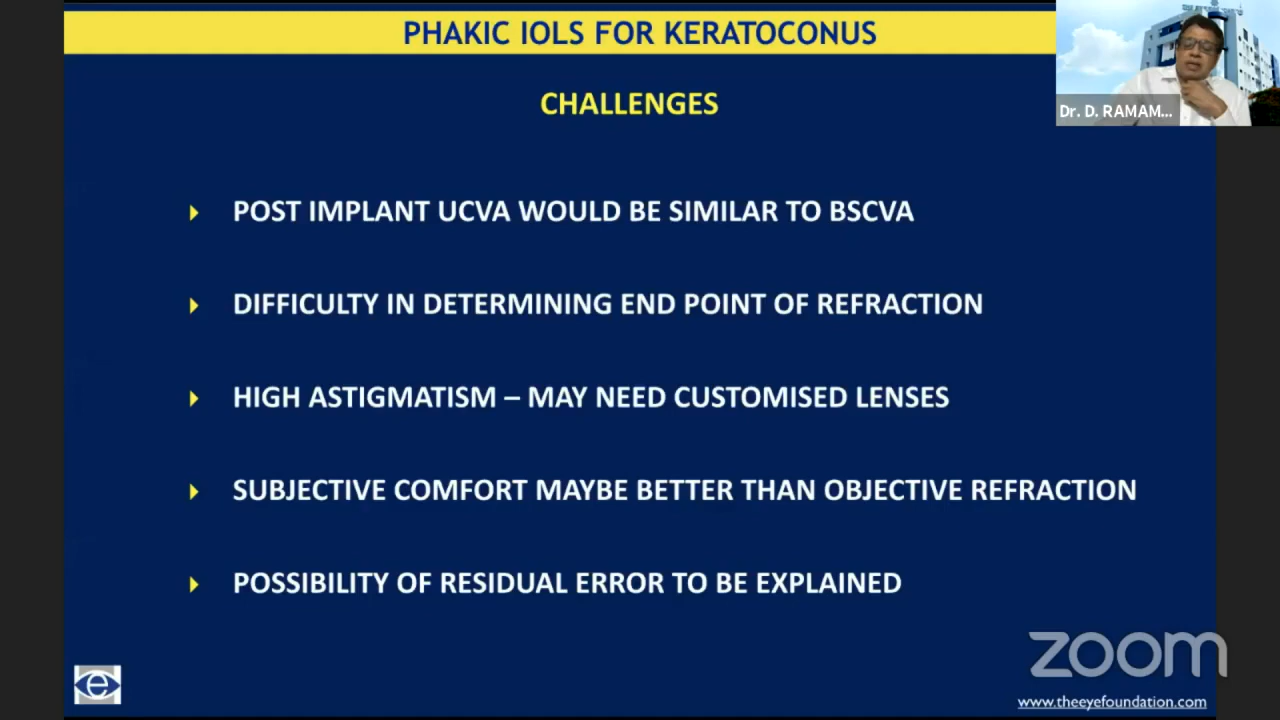 PHAKIC IOLS FOR KERATOCONUS
Dr. D. RAMAM...
CHALLENGES
POST IMPLANT UCVA WOULD BE SIMILAR TO BSCVA
DIFFICULTY IN DETERMINING END POINT OF REFRACTION
HIGH ASTIGMATISM – MAY NEED CUSTOMISED LENSES
SUBJECTIVE COMFORT MAYBE BETTER THAN OBJECTIVE REFRACTION
POSSIBILITY OF RESIDUAL ERROR TO BE EXPLAINED
zoom
e
www.theeyefoundation.com